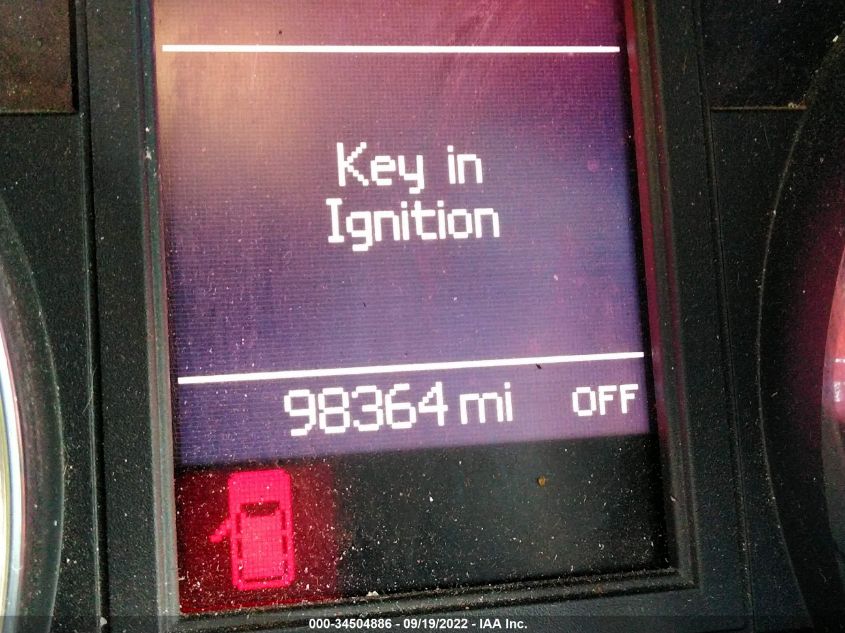 Key in
Ignition
98364 mi OFF
000-34504886 - 09/19/2022 - IAA Inc.